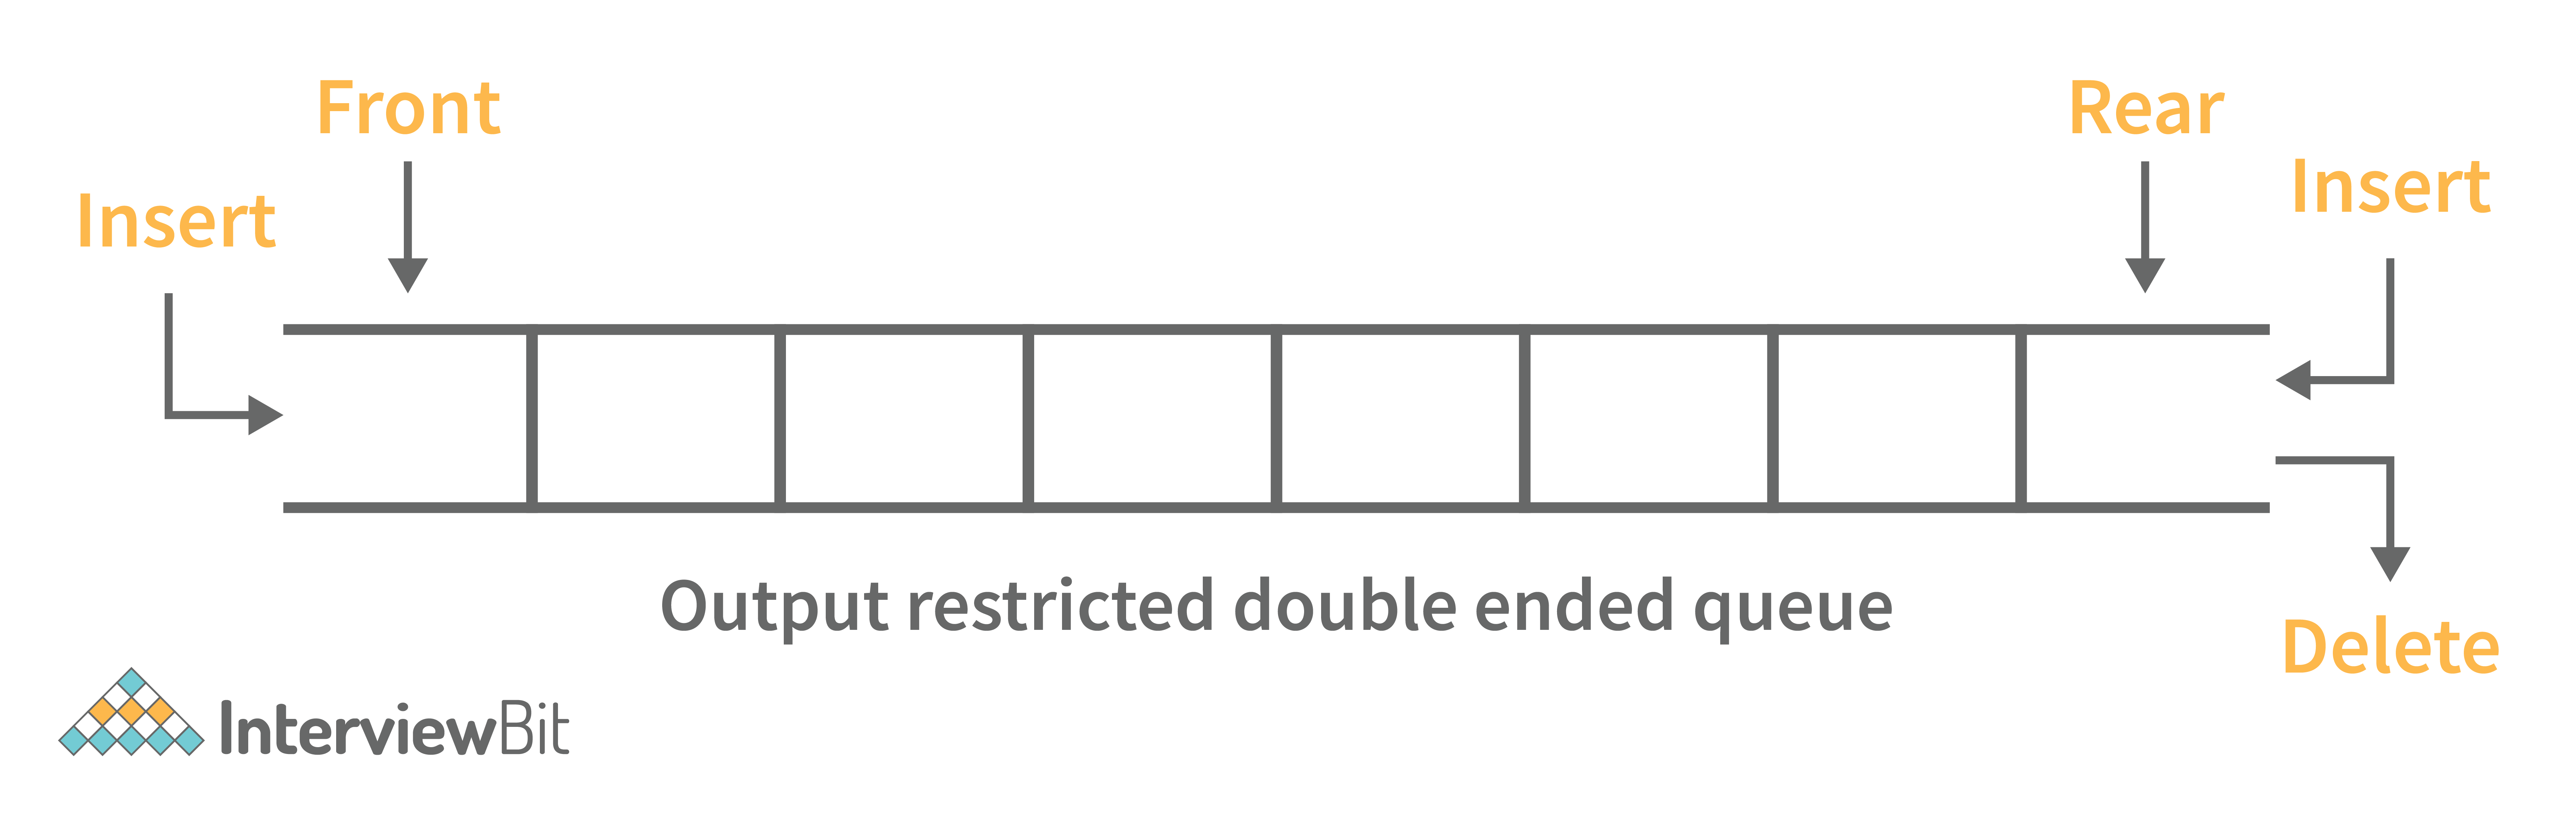 Front
Rear
Insert
Insert
Output restricted double ended queue
Delete
InterviewBit